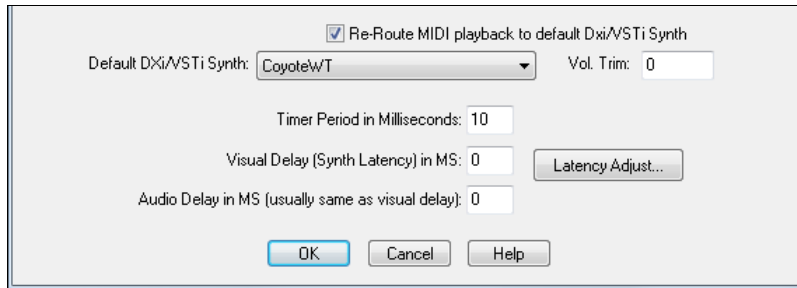 Re-Route MIDI playback to default Dxi/VSTi Synth
Default DXi/VSTi Synth: CoyoteWT Vol. Trim: 0
Timer Period in Milliseconds: 10
Visual Delay (Synth Latency) in MS: 0 Latency Adjust...
Audio Delay in MS (usually same as visual delay): 0
OK Cancel Help